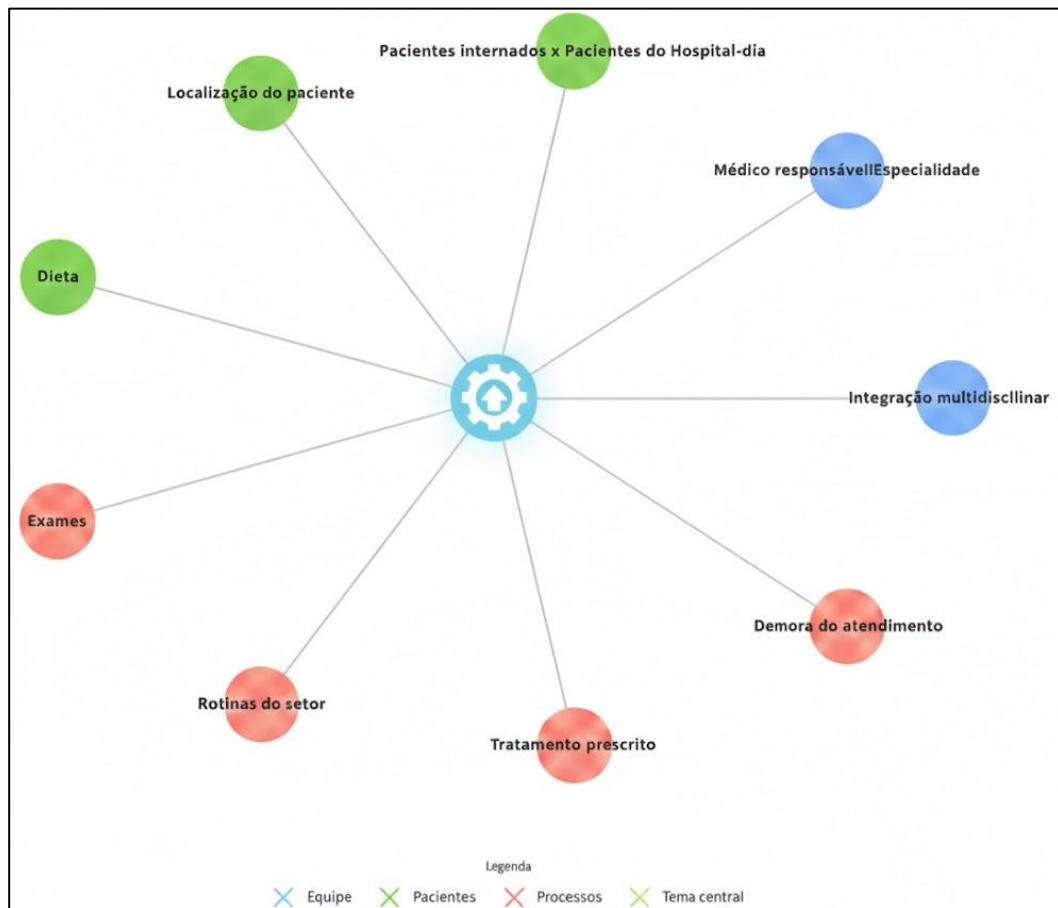 Pacientes internados x Pacientes do Hospital-dia
Localização do paciente
Médico responsávellEspecialidade
Dieta
Integração multidiscllinar
Exames
Demora do atendimento
Rotinas do setor
Tratamento prescrito
Legenda
Equipe Pacientes Processos Tema central